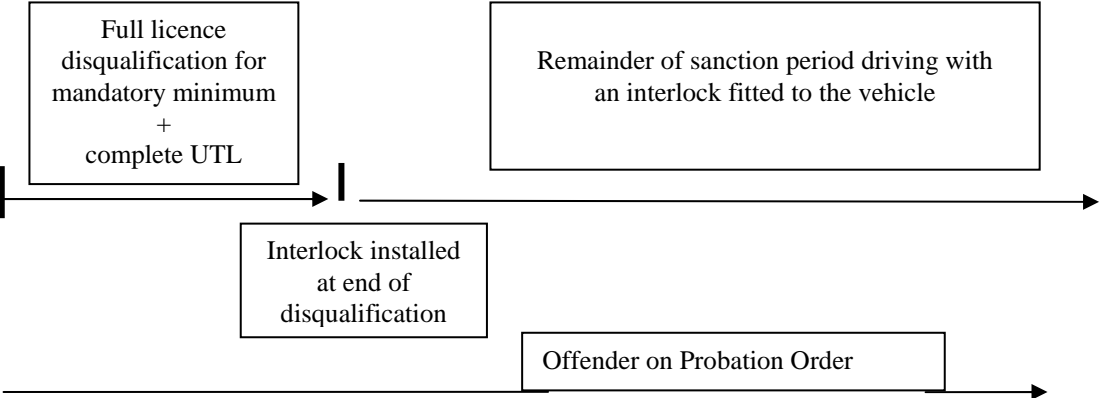 Full licence
disqualification for
mandatory minimum
+
complete UTL
Remainder of sanction period driving with
an interlock fitted to the vehicle
Interlock installed
at end of
disqualification
Offender on Probation Order